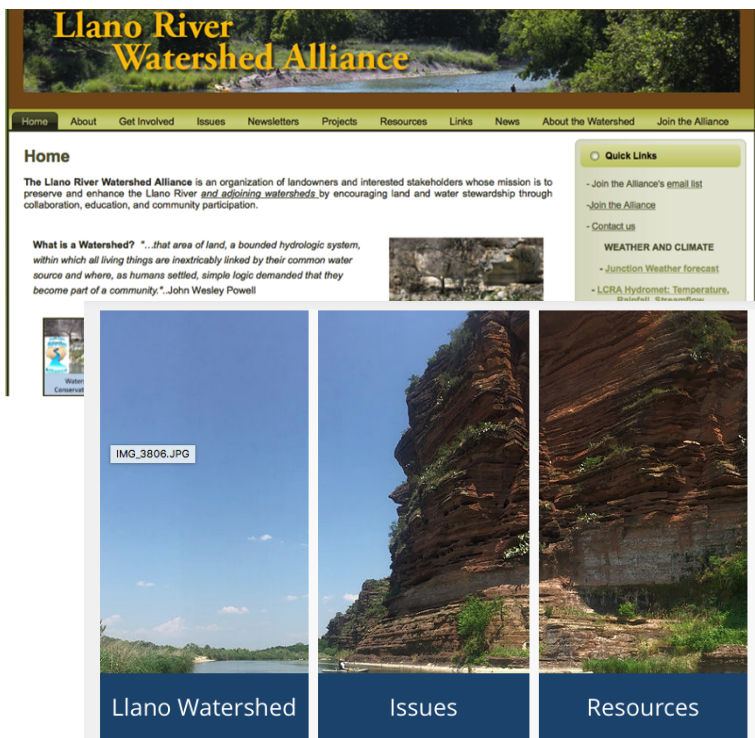 Llano River
Watershed Alliance
Home About Get Involved Issues Newsletters Projects Resources Links News About the Watershed Join the Alliance
Home
The Llano River Watershed Alliance is an organization of landowners and interested stakeholders whose mission is to
preserve and enhance the Llano River and adjoining watersheds by encouraging land and water stewardship through
collaboration, education, and community participation.
What is a Watershed? "...that area of land, a bounded hydrologic system,
within which all living things are inextricably linked by their common water
source and where, as humans settled, simple logic demanded that they
become part of a community."..John Wesley Powell
Quick Links
- Join the Alliance's email list
-Join the Alliance
- Contact us
WEATHER AND CLIMATE
- Junction Weather forecast
- LCRA Hydromet: Temperature,
Rainfall, Streamflow
IMG_3806.JPG
Llano Watershed
Issues
Resources